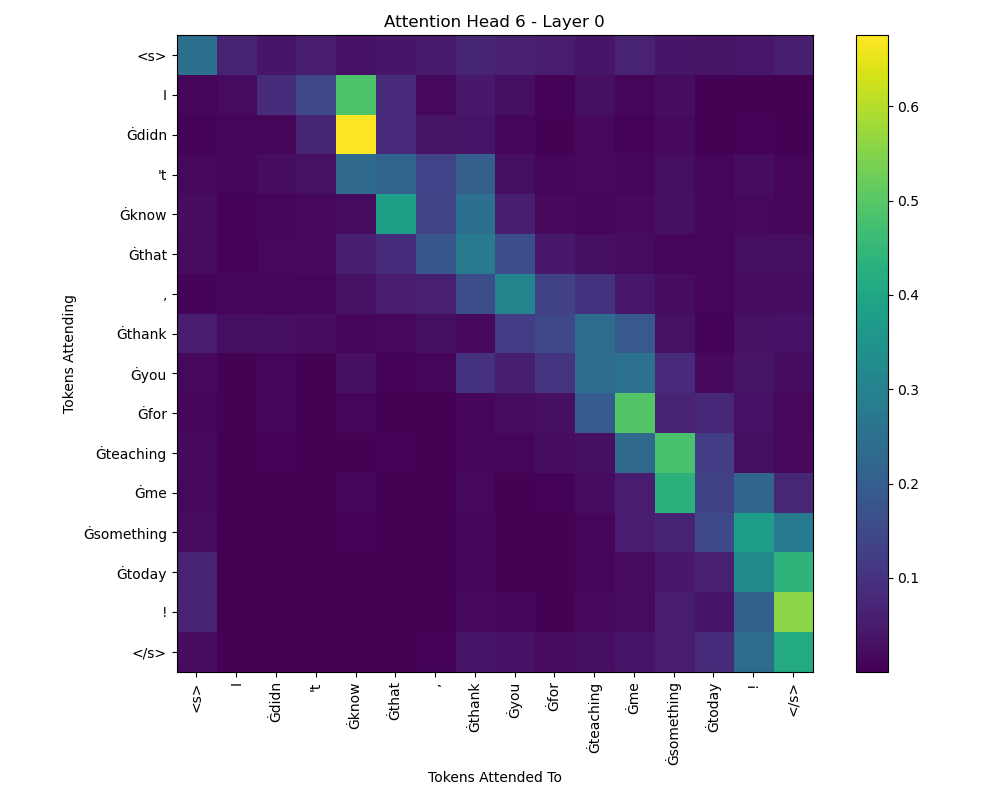 Attention Head 6 - Layer 0
<s>
I
Ġdidn
't
Ġknow
Ġthat
,
Ġthank
Ġyou
Ġfor
Ġteaching
Ġme
Ġsomething
Ġtoday
!
</s>
Tokens Attending
<s>
I
Ġdidn
't
Ġknow
Ġthat
,
Ġthank
Ġyou
Ġfor
Ġteaching
Ġme
Ġsomething
Ġtoday
!
</s>
Tokens Attended To
0.6
0.5
0.4
0.3
0.2
0.1